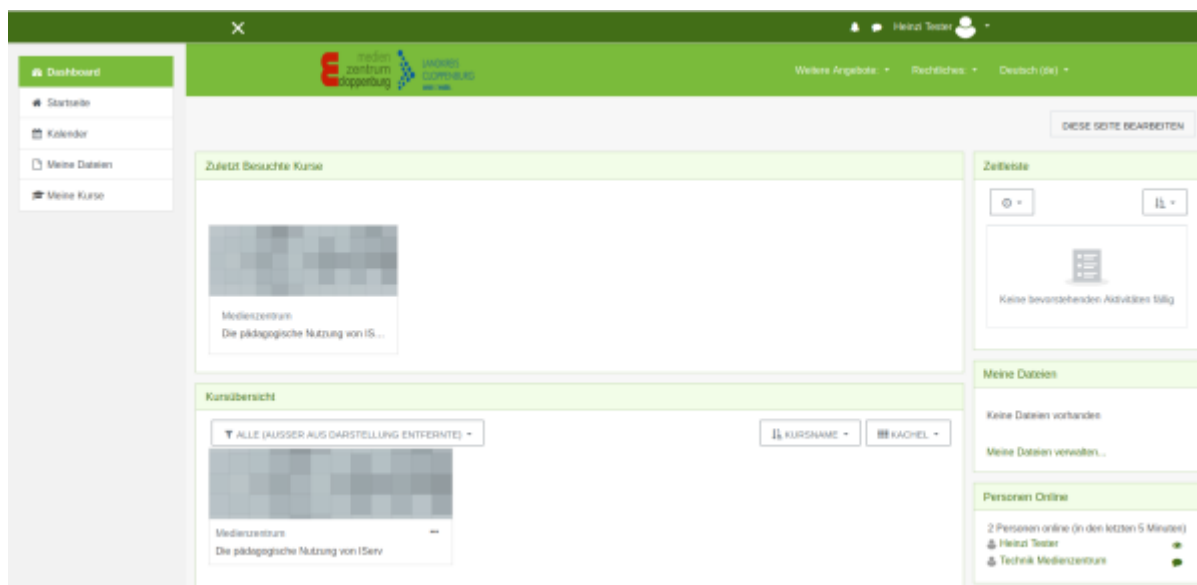 Heinzi Tester
medien
zentrum
cloppenburg
LANDKREIS
CLOPPENBURG
Weitere Angebote:
Rechtliches:
Deutsch (de)
Dashboard
Startseite
Kalender
Meine Dateien
Meine Kurse
DIESE SEITE BEARBEITEN
Zuletzt Besuchte Kurse
Medienzentrum
Die pädagogische Nutzung von IS...
Kursübersicht
ALLE (AUSSER AUS DARSTELLUNG ENTFERNTE)
KURSNAME
KACHEL
Medienzentrum
Die pädagogische Nutzung von IServ
Zeitleiste
Keine bevorstehenden Aktivitäten fällig
Meine Dateien
Keine Dateien vorhanden
Meine Dateien verwalten...
Personen Online
2 Personen online (in den letzten 5 Minuten)
Heinzi Tester
Technik Medienzentrum